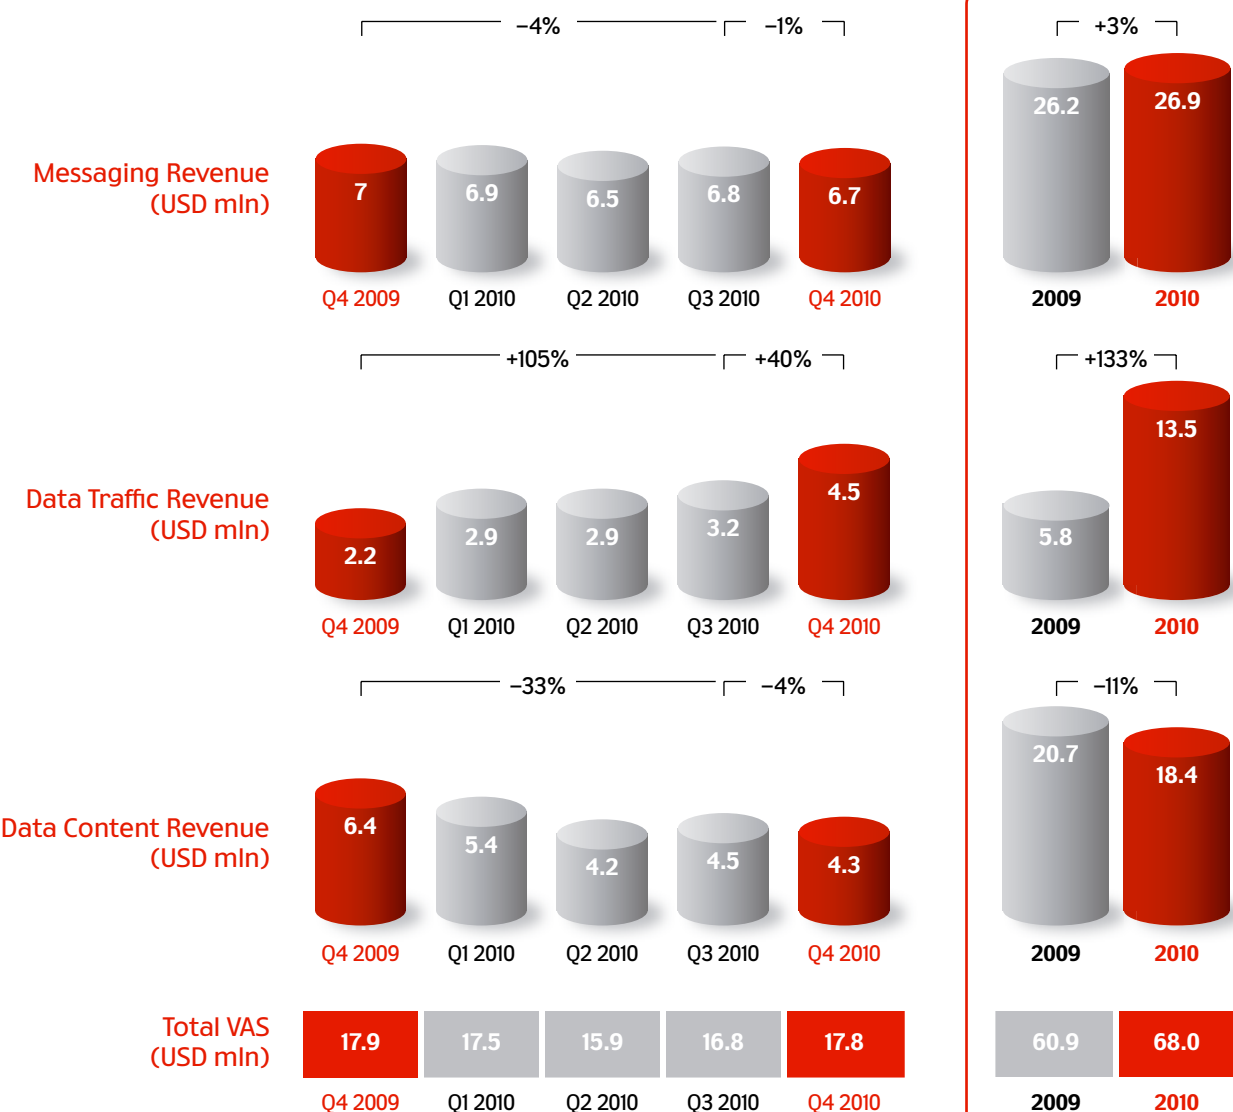 –4% –1% +3%
26.2 26.9
Messaging Revenue
(USD mln)
7 6.9 6.5 6.8 6.7
Q4 2009 Q1 2010 Q2 2010 Q3 2010 Q4 2010 2009 2010
+105% +40% +133%
13.5
Data Traffic Revenue
(USD mln)
2.2 2.9 2.9 3.2 4.5 5.8
Q4 2009 Q1 2010 Q2 2010 Q3 2010 Q4 2010 2009 2010
–33% –4% –11%
20.7 18.4
Data Content Revenue
(USD mln)
6.4 5.4 4.2 4.5 4.3
Q4 2009 Q1 2010 Q2 2010 Q3 2010 Q4 2010 2009 2010
Total VAS
(USD mln)
17.9 17.5 15.9 16.8 17.8 60.9 68.0
Q4 2009 Q1 2010 Q2 2010 Q3 2010 Q4 2010 2009 2010